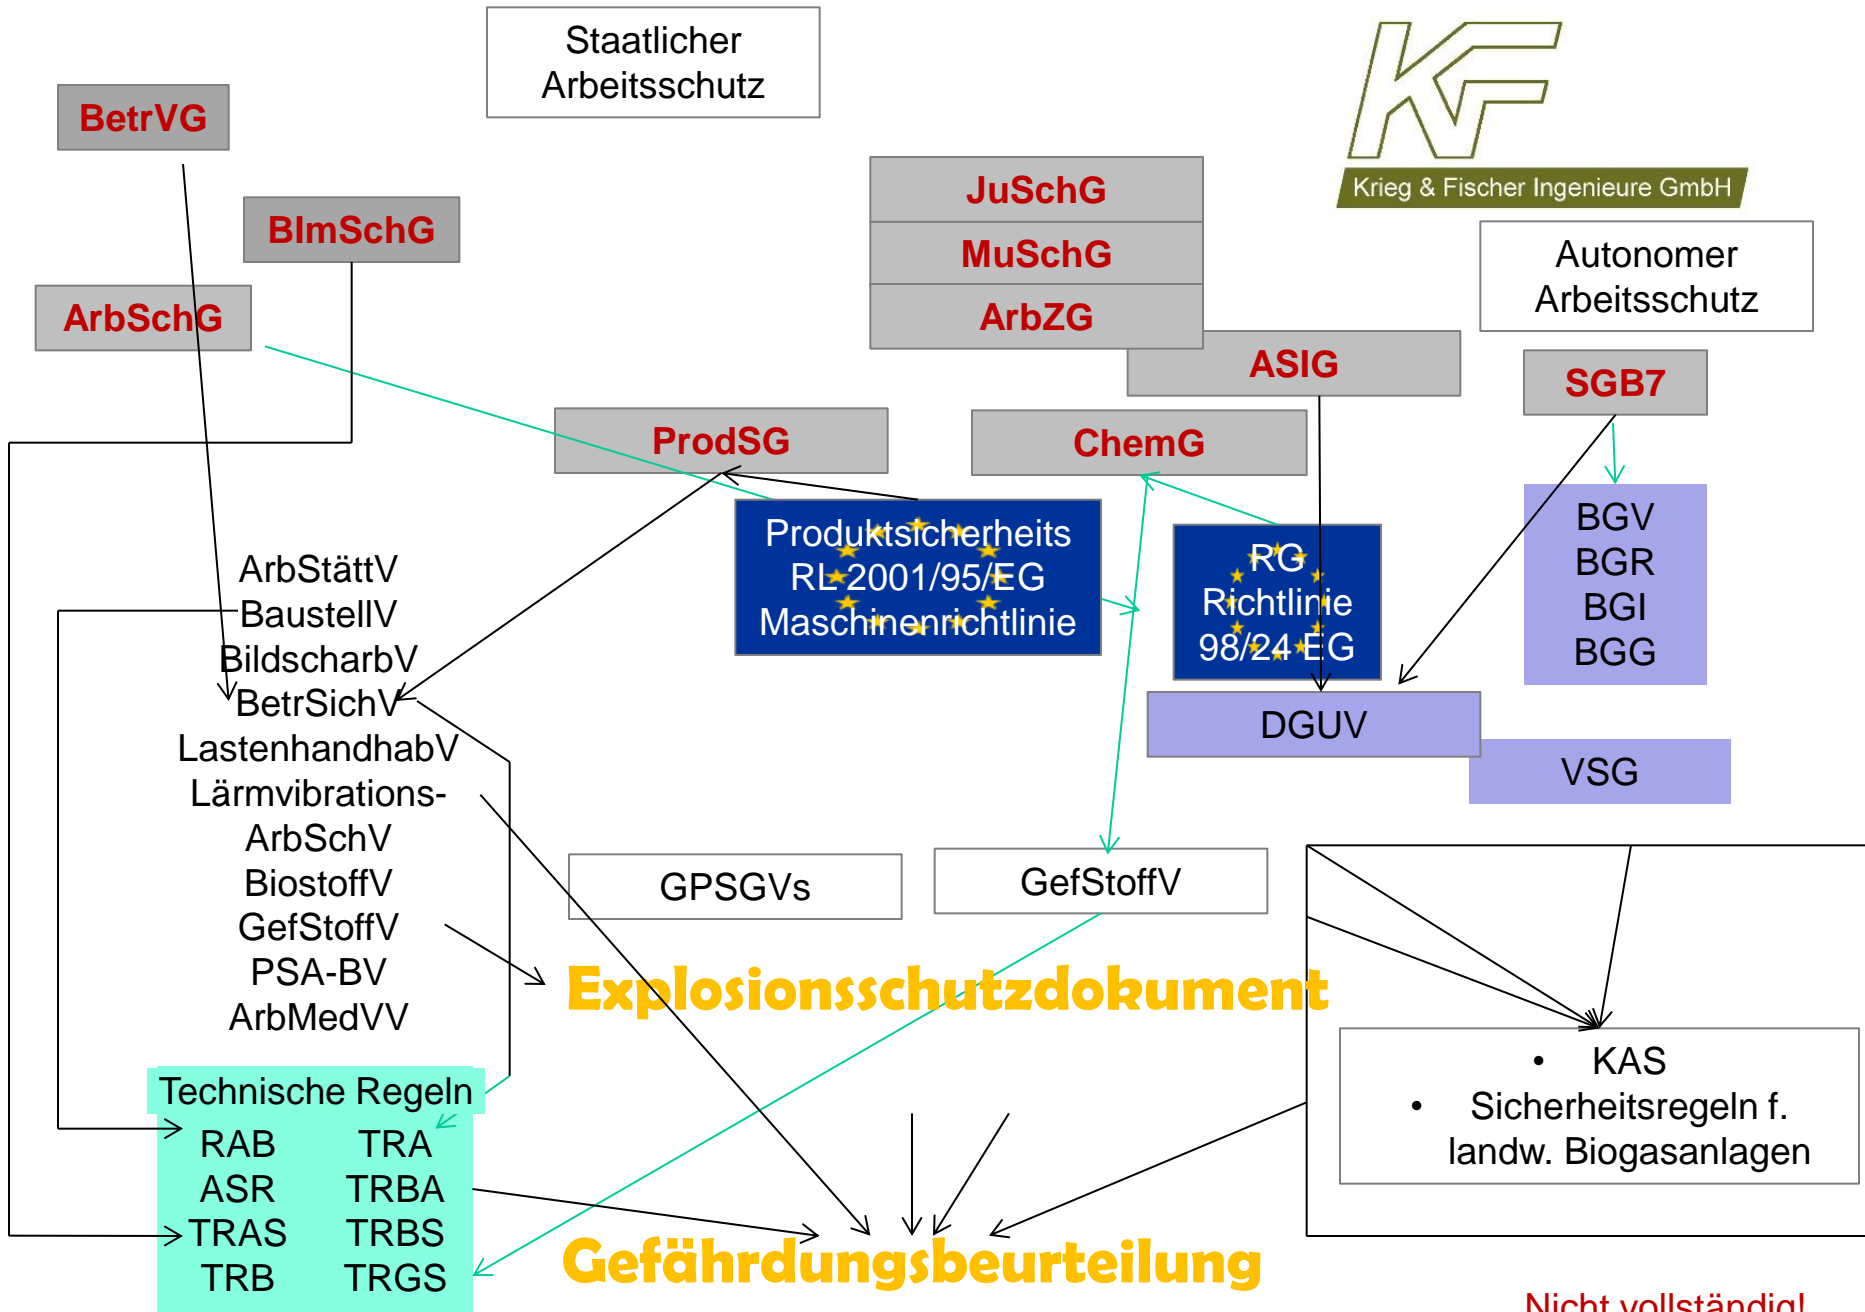 Staatlicher
Arbeitsschutz
BetrVG
BImSchG
ArbSchG
JuSchG
MuSchG
ArbZG
ASIG
KF
Krieg & Fischer Ingenieure GmbH
Autonomer
Arbeitsschutz
SGB7
ProdSG
ChemG
Produktsicherheits
RL 2001/95/EG
Maschinenrichtlinie
RG
Richtlinie
98/24 EG
BGV
BGR
BGI
BGG
DGUV
VSG
ArbStättV
BaustellV
BildscharbV
BetrSichV
LastenhandhabV
Lärmvibrations-
ArbSchV
BiostoffV
GefStoffV
PSA-BV
ArbMedVV
GPSGVs
GefStoffV
Explosionsschutzdokument
• KAS
• Sicherheitsregeln f.
landw. Biogasanlagen
Technische Regeln
RAB TRA
ASR TRBA
TRAS TRBS
TRB TRGS
Gefährdungsbeurteilung
Nicht vollständig!